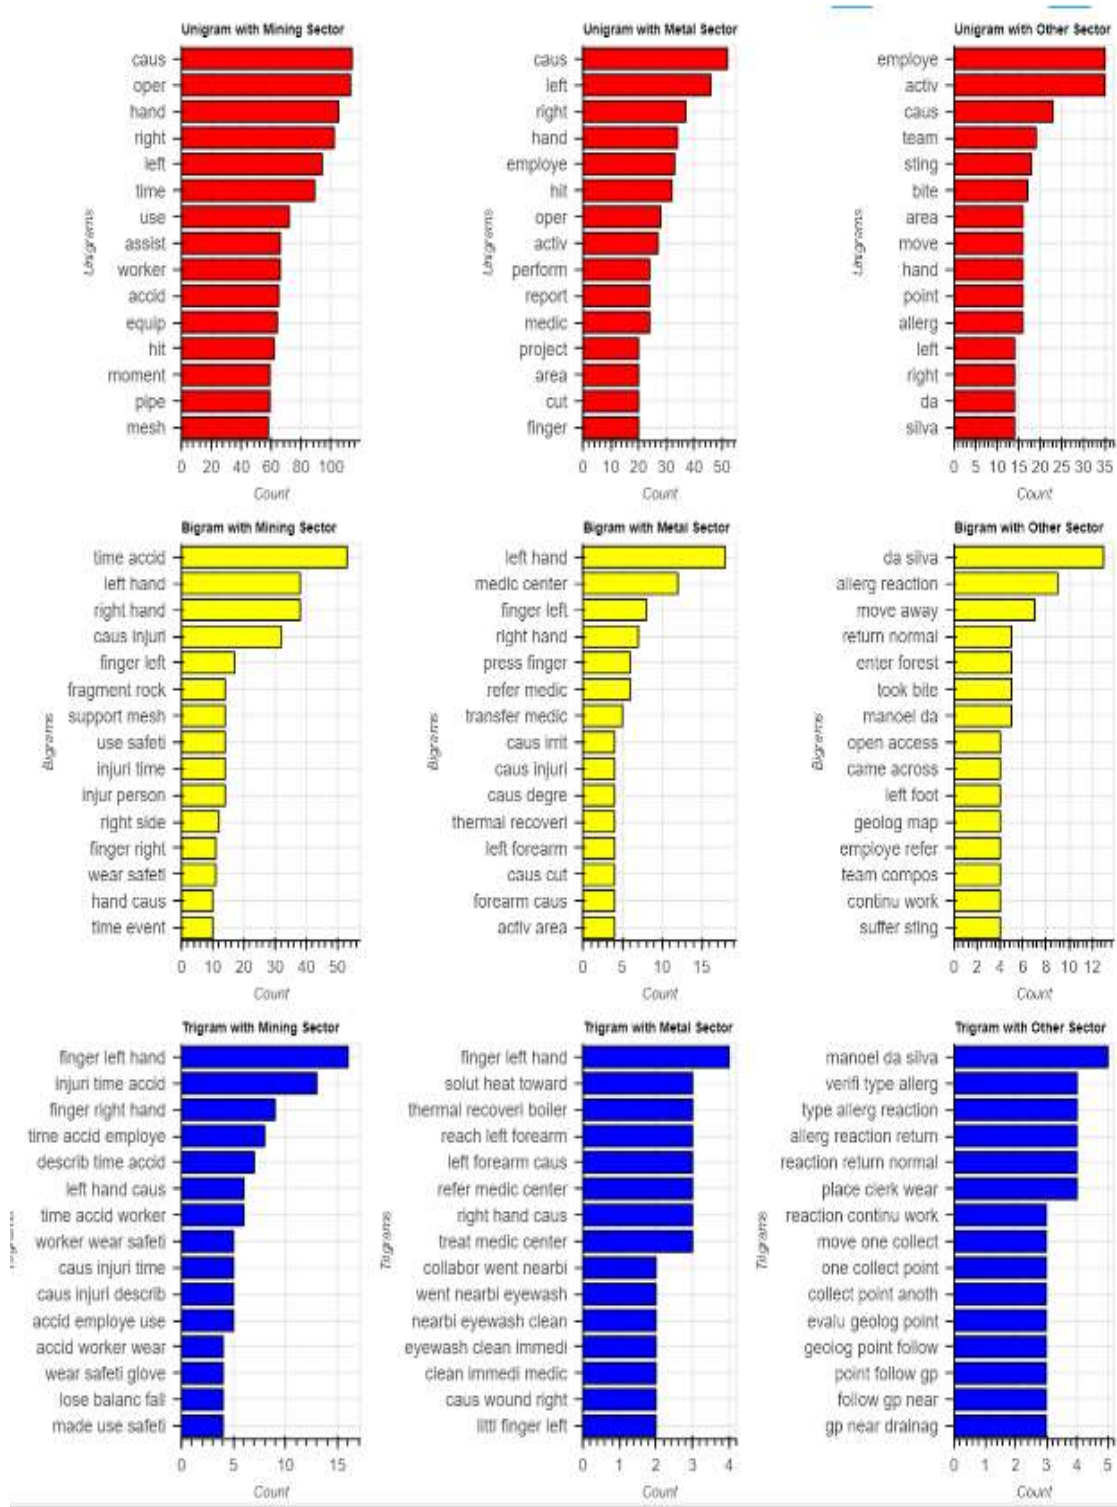 Unigram with Mining Sector
caus
oper
hand
right
left
time
use
assist
worker
accid
equip
hit
moment
pipe
mesh
Unigrams
0 20 40 60 80 100
Count
Unigram with Metal Sector
caus
left
right
hand
employe
hit
oper
activ
perform
report
medic
project
area
cut
finger
Unigrams
0 10 20 30 40 50
Count
Unigram with Other Sector
employe
activ
caus
team
sting
bite
area
move
hand
point
allerg
left
right
da
silva
Unigrams
0 5 10 15 20 25 30 35
Count
Bigram with Mining Sector
time accid
left hand
right hand
caus injuri
finger left
fragment rock
support mesh
use safeti
injuri time
injur person
right side
finger right
wear safeti
hand caus
time event
Bigrams
0 10 20 30 40 50
Count
Bigram with Metal Sector
left hand
medic center
finger left
right hand
press finger
refer medic
transfer medic
caus irrit
caus injuri
caus degre
thermal recoveri
left forearm
caus cut
forearm caus
activ area
Bigrams
0 5 10 15
Count
Bigram with Other Sector
da silva
allerg reaction
move away
return normal
enter forest
took bite
manoel da
open access
came across
left foot
geolog map
employe refer
team compos
continu work
suffer sting
Bigrams
0 2 4 6 8 10 12
Count
Trigram with Mining Sector
finger left hand
injuri time accid
finger right hand
time accid employe
describ time accid
left hand caus
time accid worker
worker wear safeti
caus injuri time
caus injuri describ
accid employe use
accid worker wear
wear safeti glove
lose balanc fall
made use safeti
0 5 10 15
Count
Trigram with Metal Sector
finger left hand
solut heat toward
thermal recoveri boiler
reach left forearm
left forearm caus
refer medic center
right hand caus
treat medic center
collabor went nearbi
went nearbi eyewash
nearbi eyewash clean
eyewash clean immedi
clean immedi medic
caus wound right
littl finger left
Trigrams
0 1 2 3 4
Count
Trigram with Other Sector
manoel da silva
verifi type allerg
type allerg reaction
allerg reaction return
reaction return normal
place clerk wear
reaction continu work
move one collect
one collect point
collect point anoth
evalu geolog point
geolog point follow
point follow gp
follow gp near
gp near drainag
Trigrams
0 1 2 3 4 5
Count